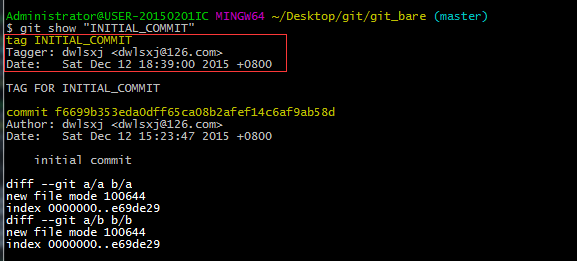 Administrator@USER-20150201IC MINGW64 ~/Desktop/git/git_bare (master)
$ git show "INITIAL_COMMIT"
tag INITIAL_COMMIT
Tagger: dwlsxj <dwlsxj@126.com>
Date:   Sat Dec 12 18:39:00 2015 +0800
TAG FOR INITIAL_COMMIT
commit f6699b353eda0dff65ca08b2afef14c6af9ab58d
Author: dwlsxj <dwlsxj@126.com>
Date:   Sat Dec 12 15:23:47 2015 +0800
    initial commit
diff --git a/a b/a
new file mode 100644
index 0000000..e69de29
diff --git a/b b/b
new file mode 100644
index 0000000..e69de29